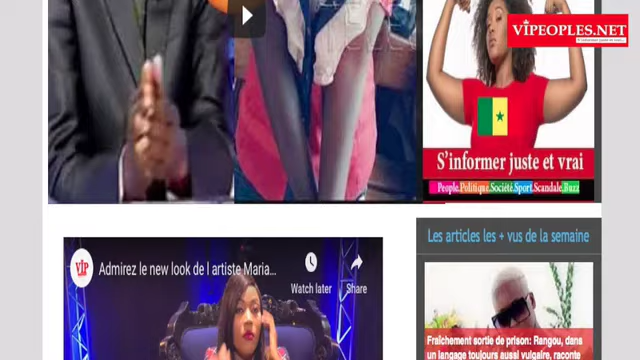 VIPEOPLES.NET
S'informer juste et vrai
People,Politique,Société,Sport,Scandale,Buzz
Les articles les + vus de la semaine
VIP
Admirez le new look de l artiste Maria...
Watch later
Share
Fraîchement sortie de prison: Rangou, dans
un langage toujours aussi vulgaire, raconte